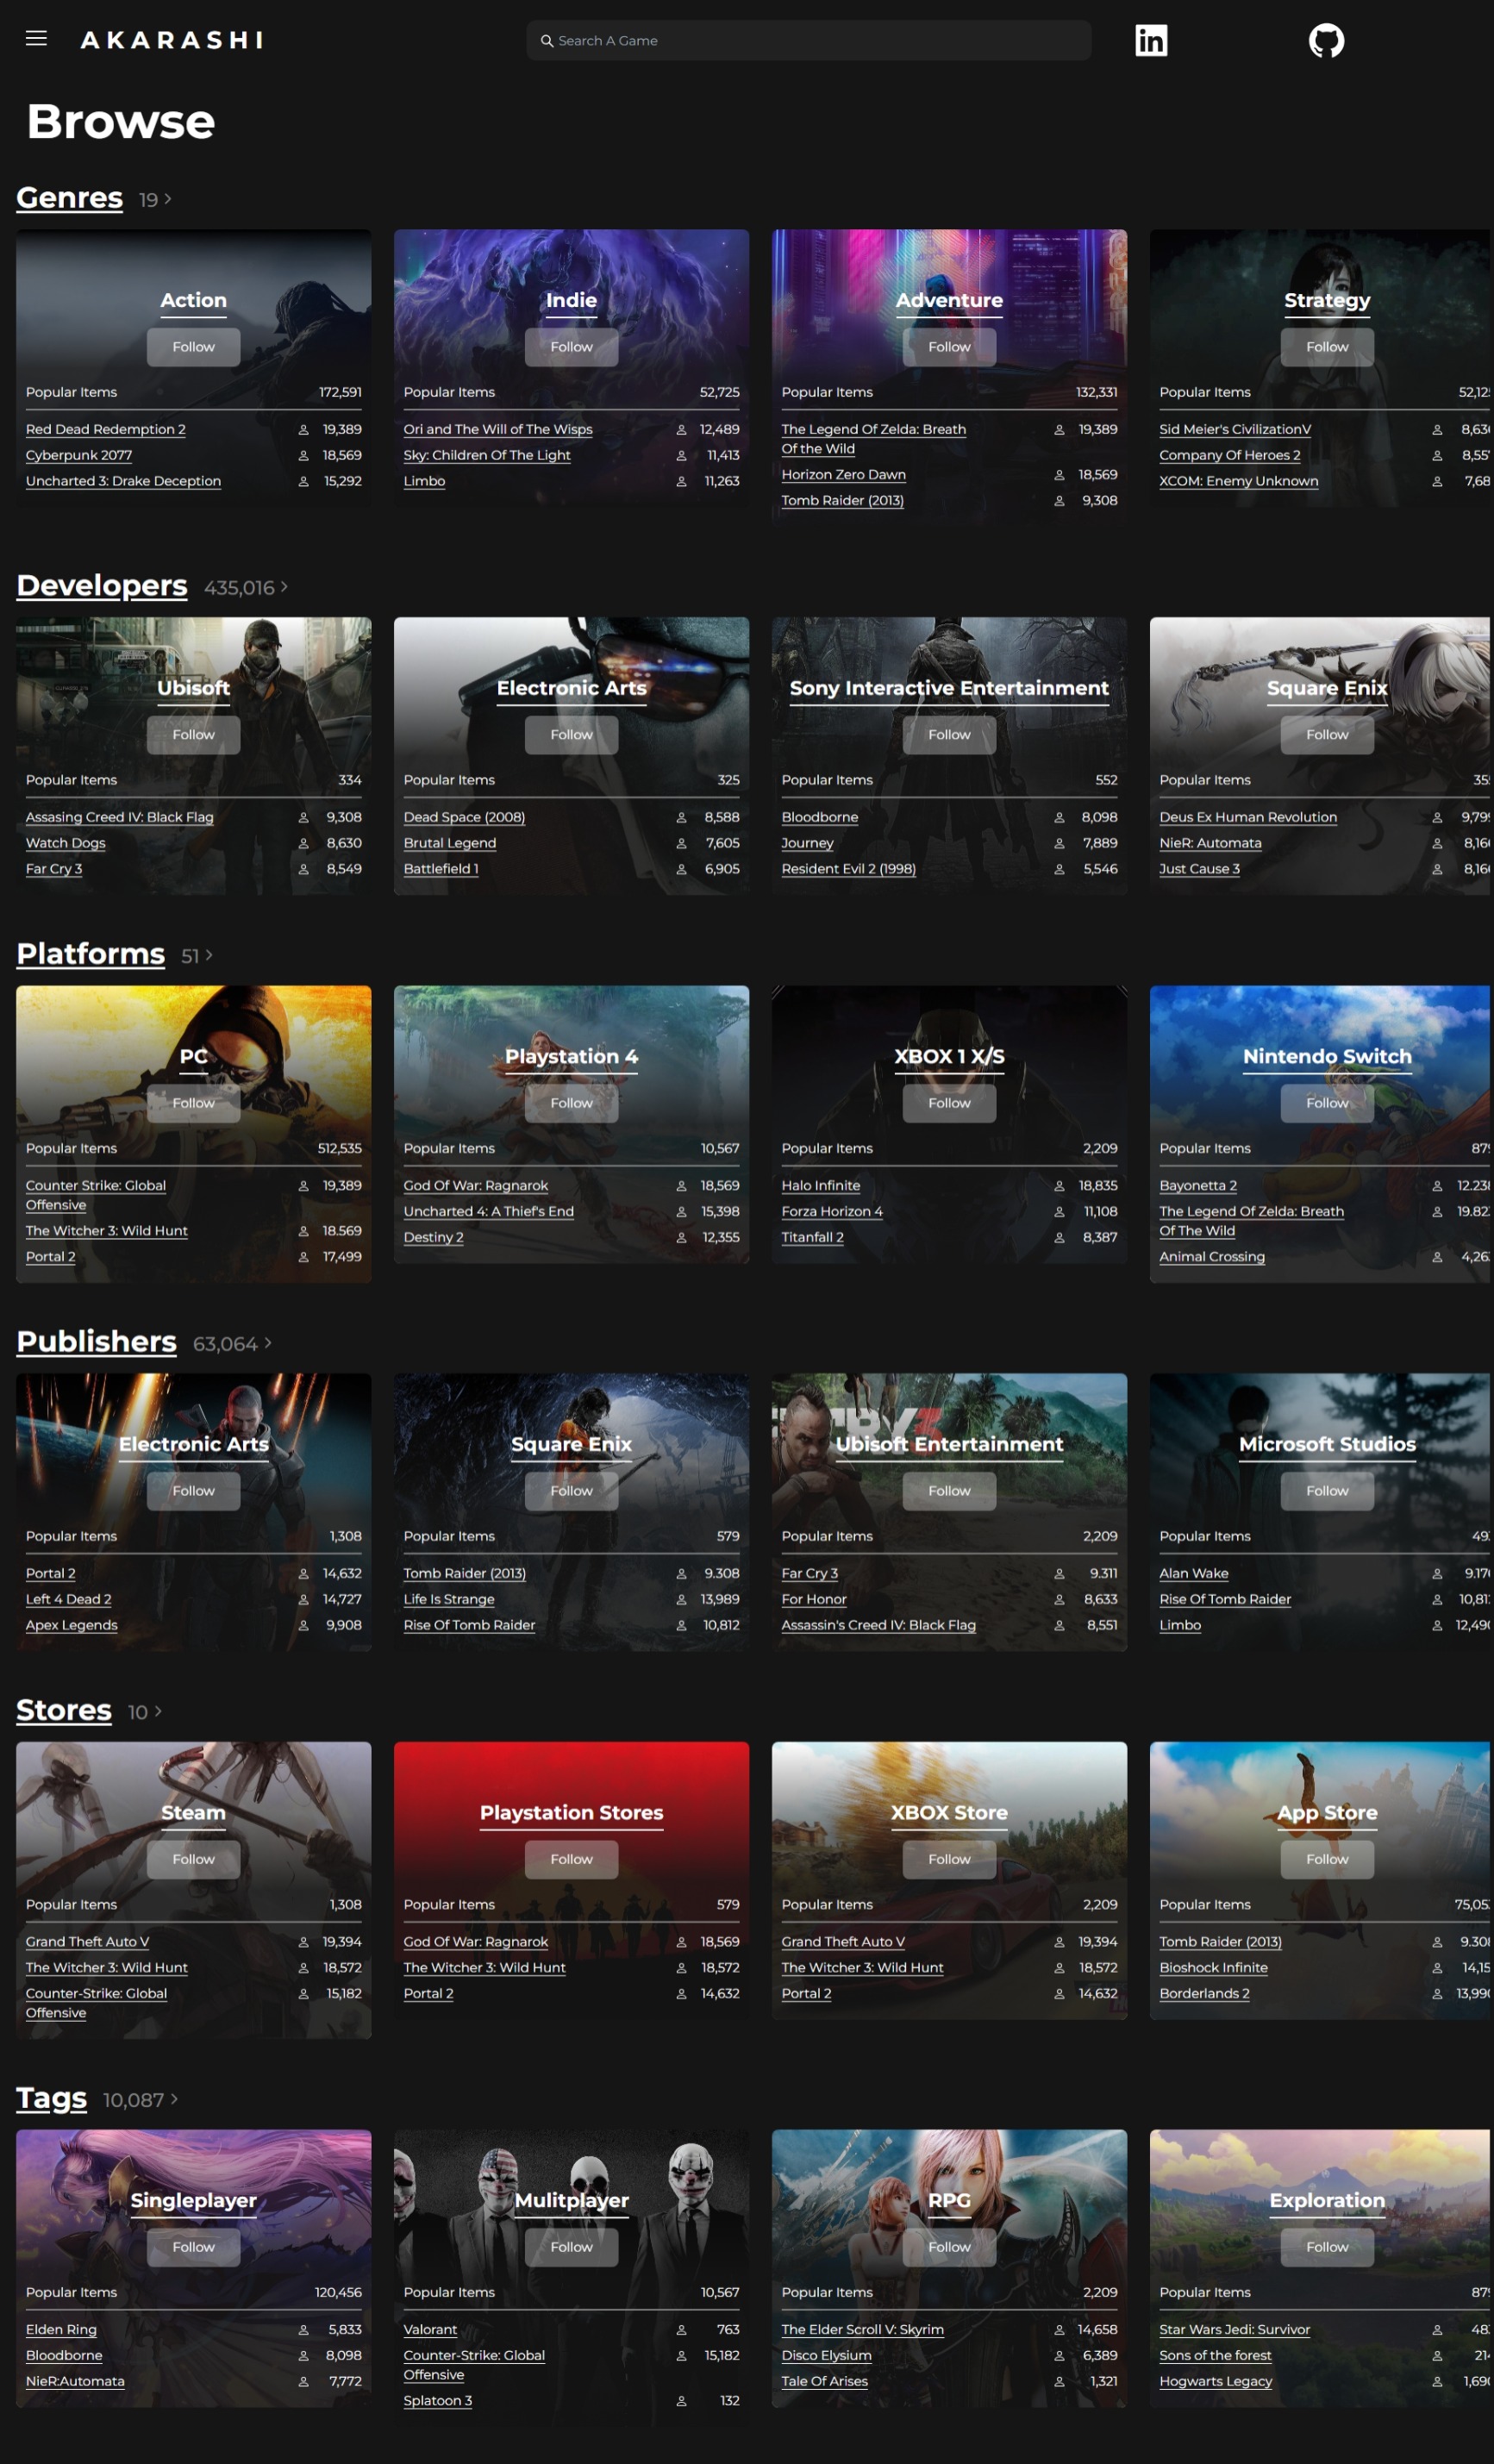 AKARASHI
Search A Game
Browse
Genres 19 >
Action
Follow
Popular Items 172,591
Red Dead Redemption 2 19,389
Cyberpunk 2077 18,569
Uncharted 3: Drake Deception 15,292
Indie
Follow
Popular Items 52,725
Ori and The Will of The Wisps 12,489
Sky: Children Of The Light 11,413
Limbo 11,263
Adventure
Follow
Popular Items 132,331
The Legend Of Zelda: Breath 19,389
Of the Wild
Horizon Zero Dawn 18,569
Tomb Raider (2013) 9,308
Strategy
Follow
Popular Items
Sid Meier's CivilizationV
Company Of Heroes 2
XCOM: Enemy Unknown
Developers 435,016 >
Ubisoft
Follow
Popular Items 334
Assasing Creed IV: Black Flag 9,308
Watch Dogs 8,630
Far Cry 3 8,549
Electronic Arts
Follow
Popular Items 325
Dead Space (2008) 8,588
Brutal Legend 7,605
Battlefield 1 6,905
Sony Interactive Entertainment
Follow
Popular Items 552
Bloodborne 8,098
Journey 7,889
Resident Evil 2 (1998) 5,546
Square Enix
Follow
Popular Items
Deus Ex Human Revolution
NieR: Automata
Just Cause 3
Platforms 51 >
PC
Follow
Popular Items 512,535
Counter Strike: Global 19,389
Offensive
The Witcher 3: Wild Hunt 18.569
Portal 2 17,499
Playstation 4
Follow
Popular Items 10,567
God Of War: Ragnarok 18,569
Uncharted 4: A Thief's End 15,398
Destiny 2 12,355
XBOX 1 X/S
Follow
Popular Items 2,209
Halo Infinite 18,835
Forza Horizon 4 11,108
Titanfall 2 8,387
Nintendo Switch
Follow
Popular Items
Bayonetta 2
The Legend Of Zelda: Breath
Of The Wild
Animal Crossing
Publishers 63,064 >
Electronic Arts
Follow
Popular Items 1,308
Portal 2 14,632
Left 4 Dead 2 14,727
Apex Legends 9,908
Square Enix
Follow
Popular Items 579
Tomb Raider (2013) 9.308
Life Is Strange 13,989
Rise Of Tomb Raider 10,812
Ubisoft Entertainment
Follow
Popular Items 2,209
Far Cry 3 9.311
For Honor 8,633
Assassin's Creed IV: Black Flag 8,551
Microsoft Studios
Follow
Popular Items
Alan Wake
Rise Of Tomb Raider
Limbo
Stores 10 >
Steam
Follow
Popular Items 1,308
Grand Theft Auto V 19,394
The Witcher 3: Wild Hunt 18,572
Counter-Strike: Global 15,182
Offensive
Playstation Stores
Follow
Popular Items 579
God Of War: Ragnarok 18,569
The Witcher 3: Wild Hunt 18,572
Portal 2 14,632
XBOX Store
Follow
Popular Items 2,209
Grand Theft Auto V 19,394
The Witcher 3: Wild Hunt 18,572
Portal 2 14,632
App Store
Follow
Popular Items
Tomb Raider (2013)
Bioshock Infinite
Borderlands 2
Tags 10,087 >
Singleplayer
Follow
Popular Items 120,456
Elden Ring 5,833
Bloodborne 8,098
NieR:Automata 7,772
Mulitplayer
Follow
Popular Items 10,567
Valorant 763
Counter-Strike: Global 15,182
Offensive
Splatoon 3 132
RPG
Follow
Popular Items 2,209
The Elder Scroll V: Skyrim 14,658
Disco Elysium 6,389
Tale Of Arises 1,321
Exploration
Follow
Popular Items
Star Wars Jedi: Survivor
Sons of the forest
Hogwarts Legacy